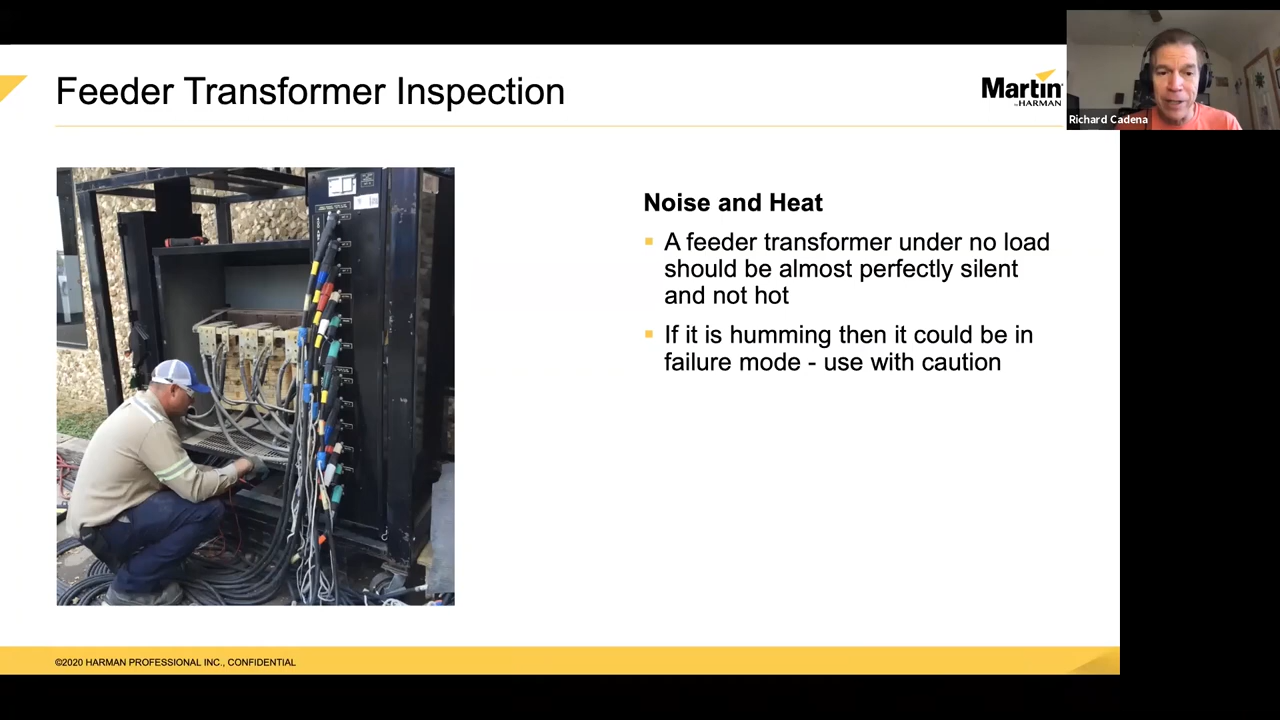 Feeder Transformer Inspection
Martin
by HARMAN
Richard Cadena
Noise and Heat
A feeder transformer under no load
should be almost perfectly silent
and not hot
If it is humming then it could be in
failure mode - use with caution
©2020 HARMAN PROFESSIONAL INC., CONFIDENTIAL